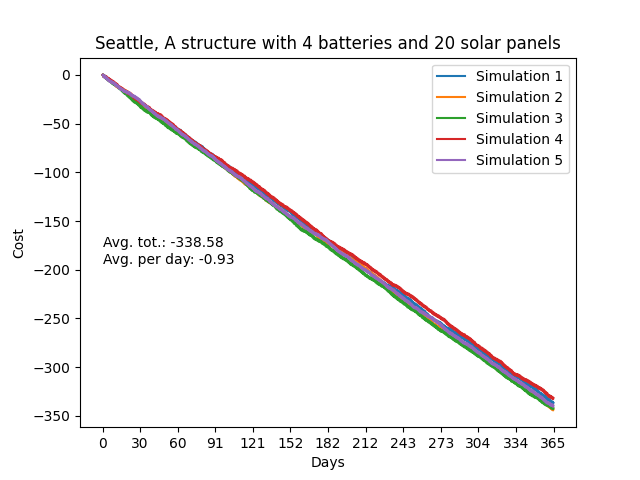 Seattle, A structure with 4 batteries and 20 solar panels
Simulation 1
Simulation 2
Simulation 3
Simulation 4
Simulation 5
Avg. tot.: -338.58
Avg. per day: -0.93
Cost
0
−50
−100
−150
−200
−250
−300
−350
0 30 60 91 121 152 182 212 243 273 304 334 365
Days